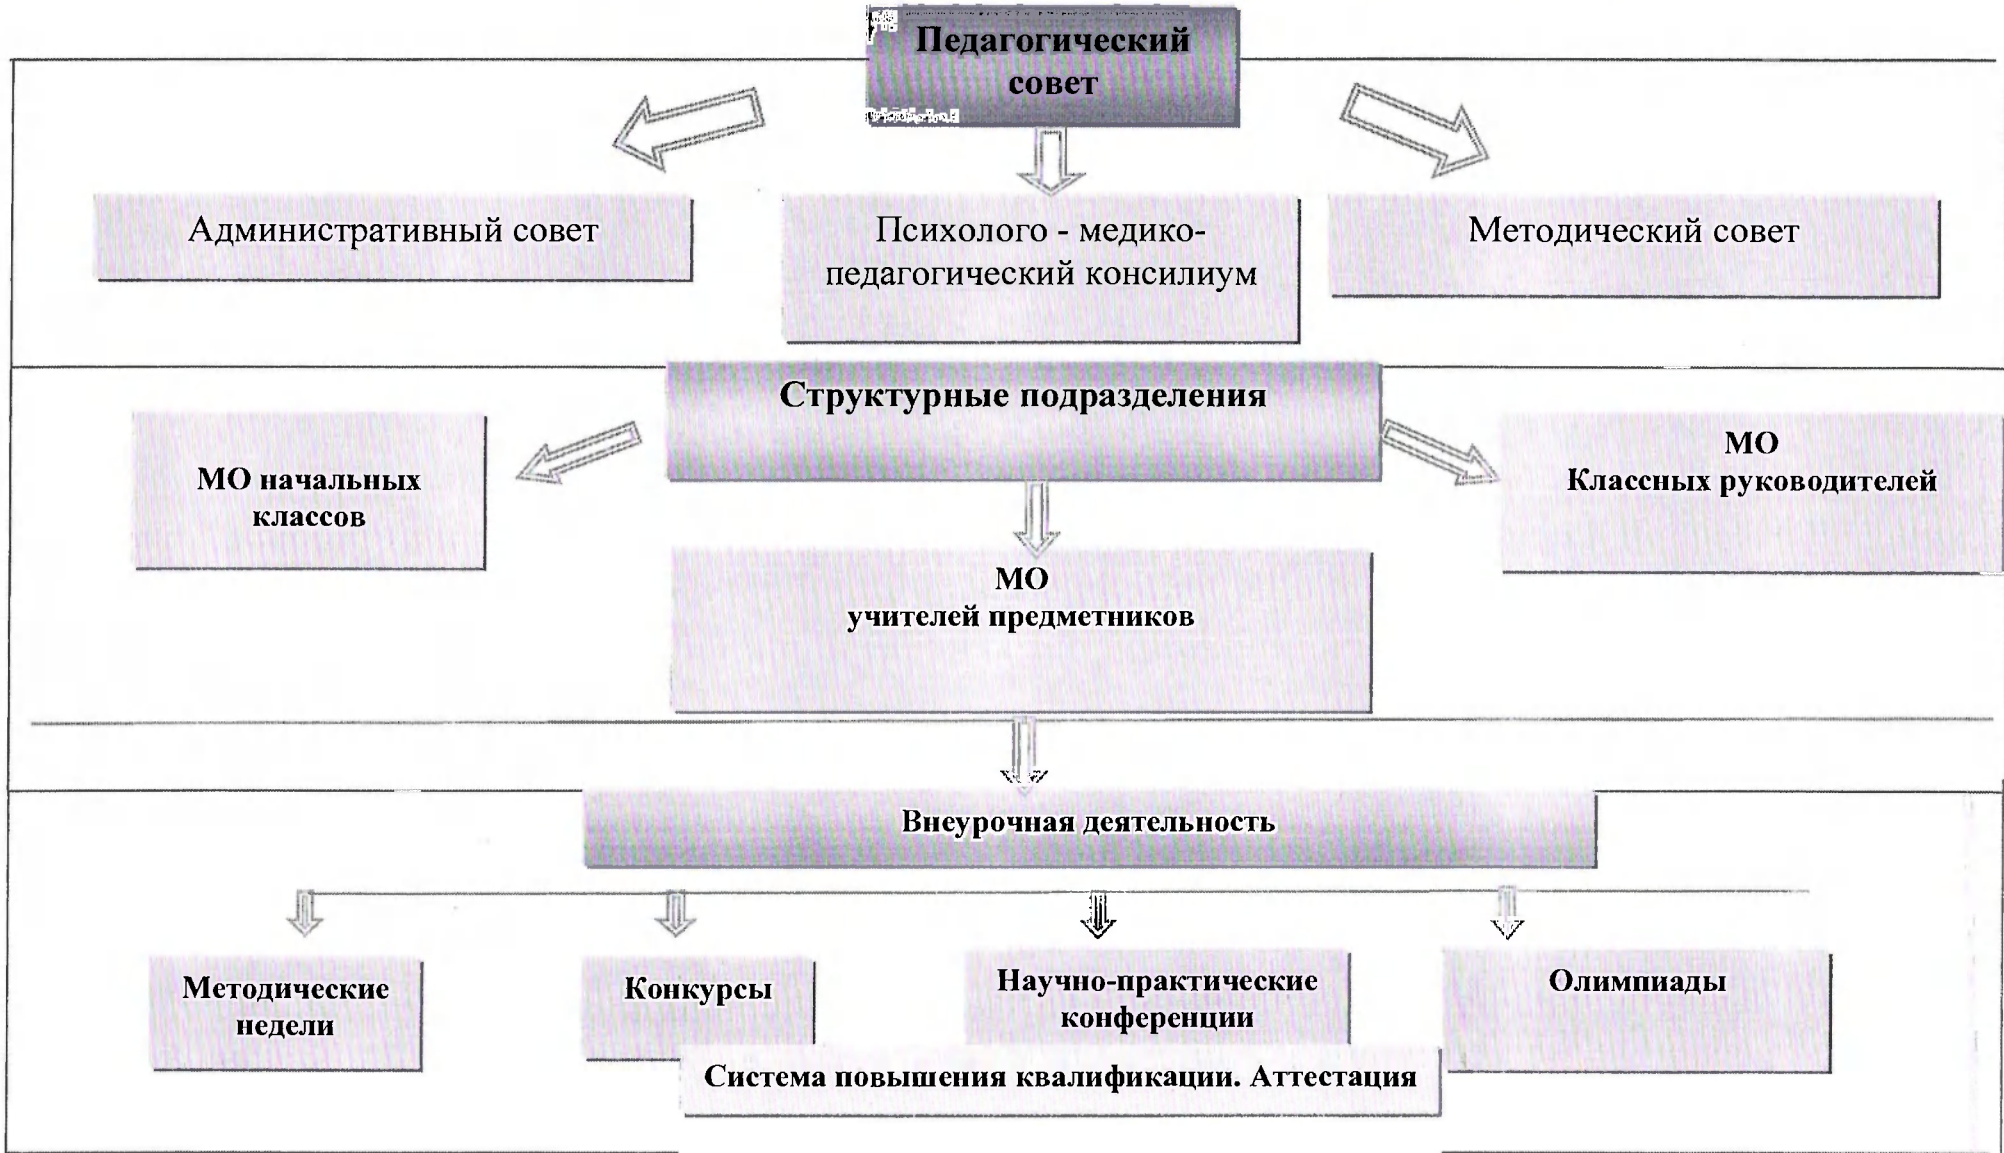 Педагогический
совет
Административный совет
Психолого - медико-
педагогический консилиум
Методический совет
Структурные подразделения
МО начальных
классов
МО
Классных руководителей
МО
учителей предметников
Внеурочная деятельность
Методические
недели
Конкурсы
Научно-практические
конференции
Олимпиады
Система повышения квалификации. Аттестация